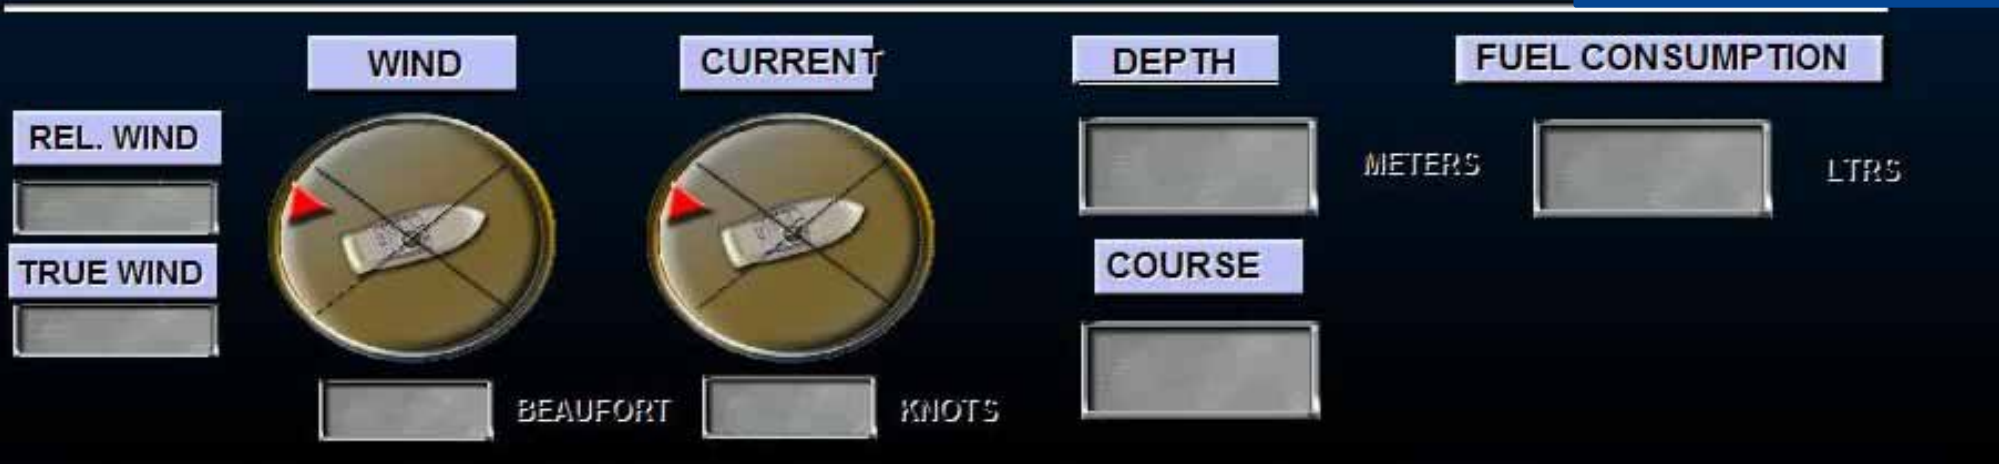 WIND
CURRENT
DEPTH
FUEL CONSUMPTION
REL. WIND
METERS
LTRS
TRUE WIND
COURSE
BEAUFORT
KNOTS